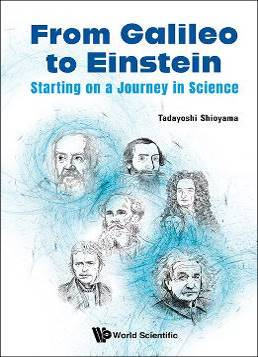 From Galileo
to Einstein
Starting on a Journey in Science
Tadayoshi Shioyama
World Scientific